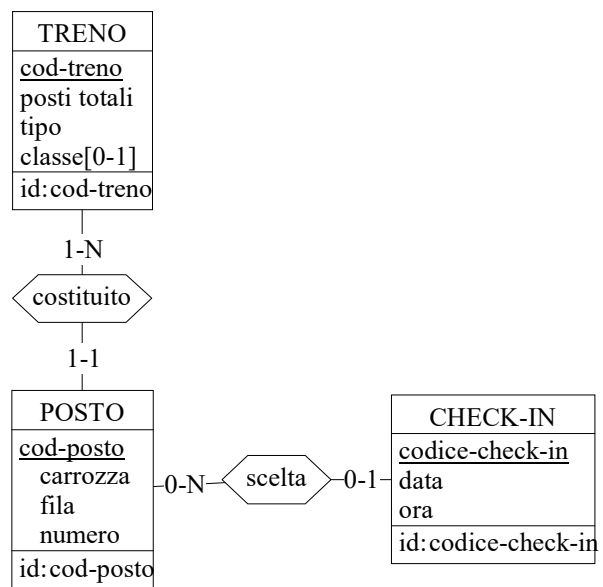 TRENO
cod-treno
posti totali
tipo
classe[0-1]
id:cod-treno
1-N
costituito
1-1
POSTO
cod-posto
carrozza
fila
numero
id:cod-posto
0-N
scelta
0-1
CHECK-IN
codice-check-in
data
ora
id:codice-check-in